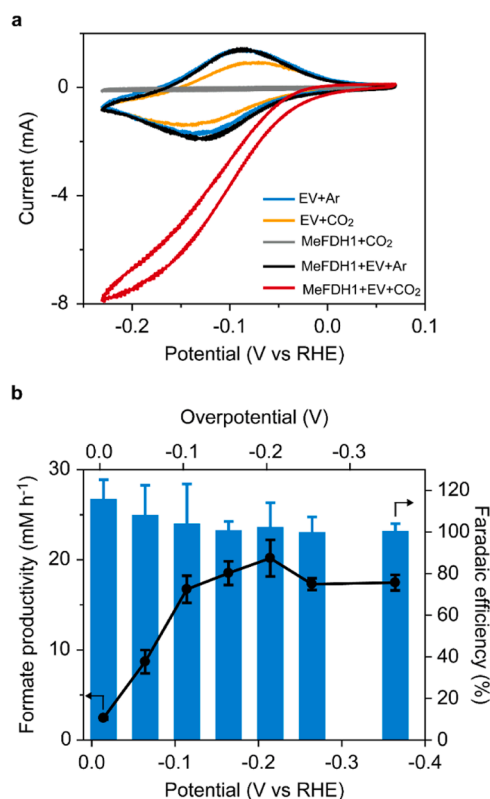 a
0
-4
-8
Current (mA)
EV+Ar
EV+CO₂
MeFDH1+CO₂
MeFDH1+EV+Ar
MeFDH1+EV+CO₂
-0.2
-0.1
0.0
0.1
Potential (V vs RHE)
b
Overpotential (V)
0.0
-0.1
-0.2
-0.3
30
20
10
0
Formate productivity (mM h⁻¹)
120
100
80
60
40
20
0
Faradaic efficiency (%)
0.0
-0.1
-0.2
-0.3
-0.4
Potential (V vs RHE)